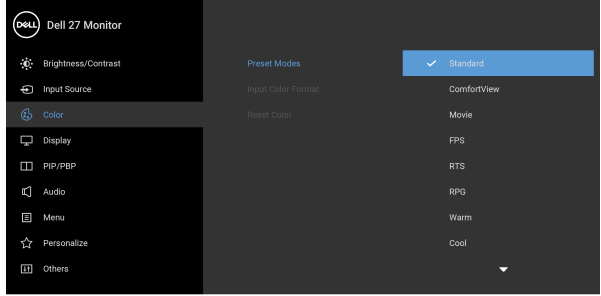 DELL
Dell 27 Monitor
Brightness/Contrast
Input Source
Color
Display
PIP/PBP
Audio
Menu
Personalize
Others
Preset Modes
Input Color Format
Reset Color
Standard
ComfortView
Movie
FPS
RTS
RPG
Warm
Cool